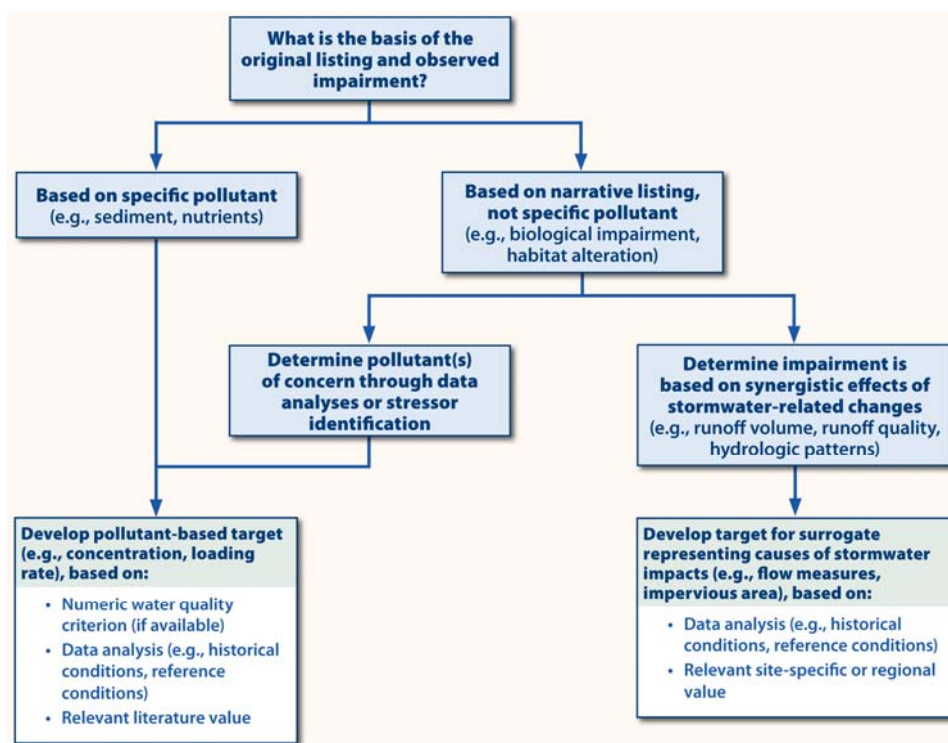 What is the basis of the
original listing and observed
impairment?
Based on specific pollutant
(e.g., sediment, nutrients)
Based on narrative listing,
not specific pollutant
(e.g., biological impairment,
habitat alteration)
Determine pollutant(s)
of concern through data
analyses or stressor
identification
Determine impairment is
based on synergistic effects of
stormwater-related changes
(e.g., runoff volume, runoff quality,
hydrologic patterns)
Develop pollutant-based target
(e.g., concentration, loading
rate), based on:
• Numeric water quality
criterion (if available)
• Data analysis (e.g., historical
conditions, reference
conditions)
• Relevant literature value
Develop target for surrogate
representing causes of stormwater
impacts (e.g., flow measures,
impervious area), based on:
• Data analysis (e.g., historical
conditions, reference conditions)
• Relevant site-specific or regional
value